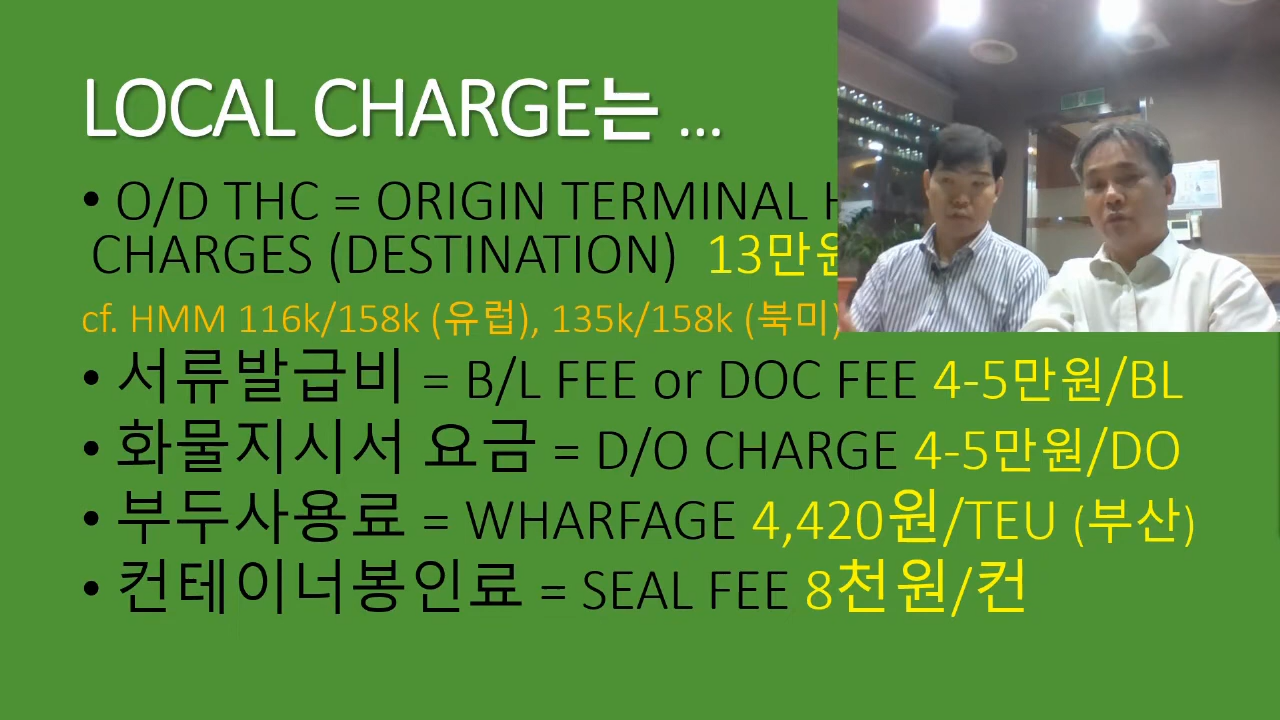 LOCAL CHARGE는 ...
• O/D THC = ORIGIN TERMINAL
CHARGES (DESTINATION) 13만원
cf. HMM 116k/158k (유럽), 135k/158k (북미)
• 서류발급비 = B/L FEE or DOC FEE 4-5만원/BL
• 화물지시서 요금 = D/O CHARGE 4-5만원/DO
• 부두사용료 = WHARFAGE 4,420원/TEU (부산)
• 컨테이너봉인료 = SEAL FEE 8천원/컨